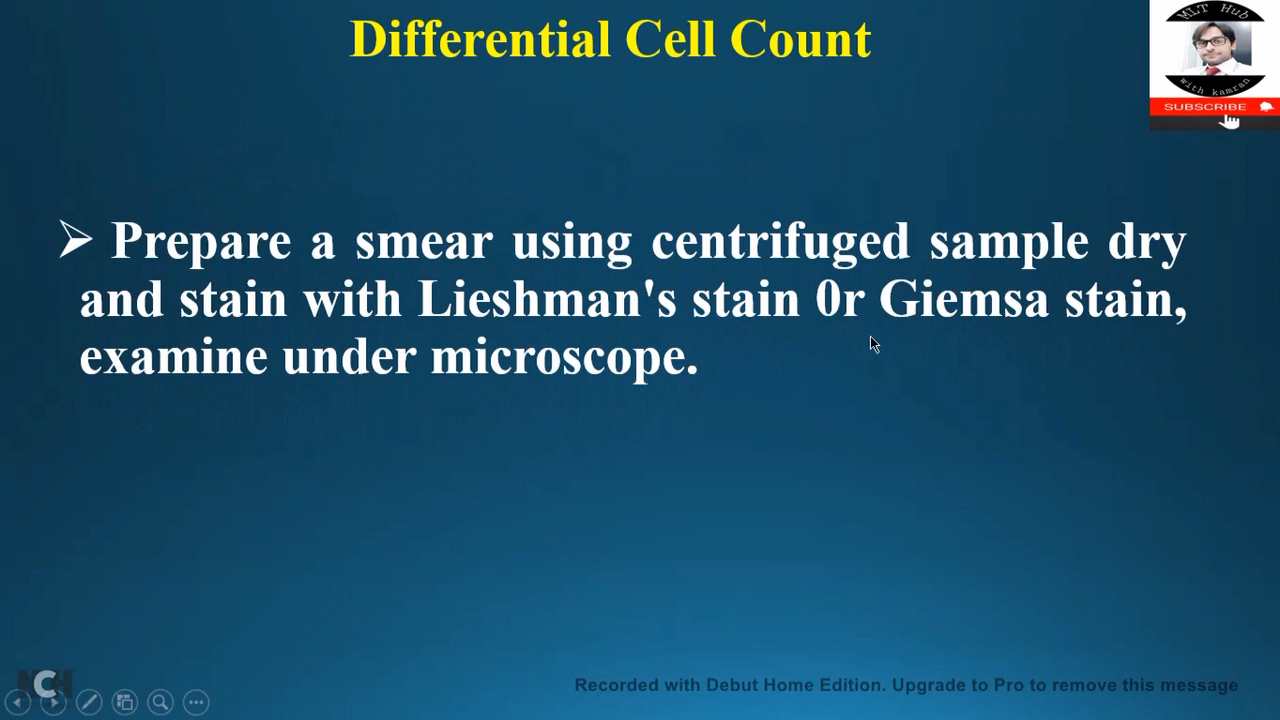 Differential Cell Count
MLT Hub
with kamran
SUBSCRIBE
➢ Prepare a smear using centrifuged sample dry
and stain with Lieshman's stain 0r Giemsa stain,
examine under microscope.
NCH
Recorded with Debut Home Edition. Upgrade to Pro to remove this message